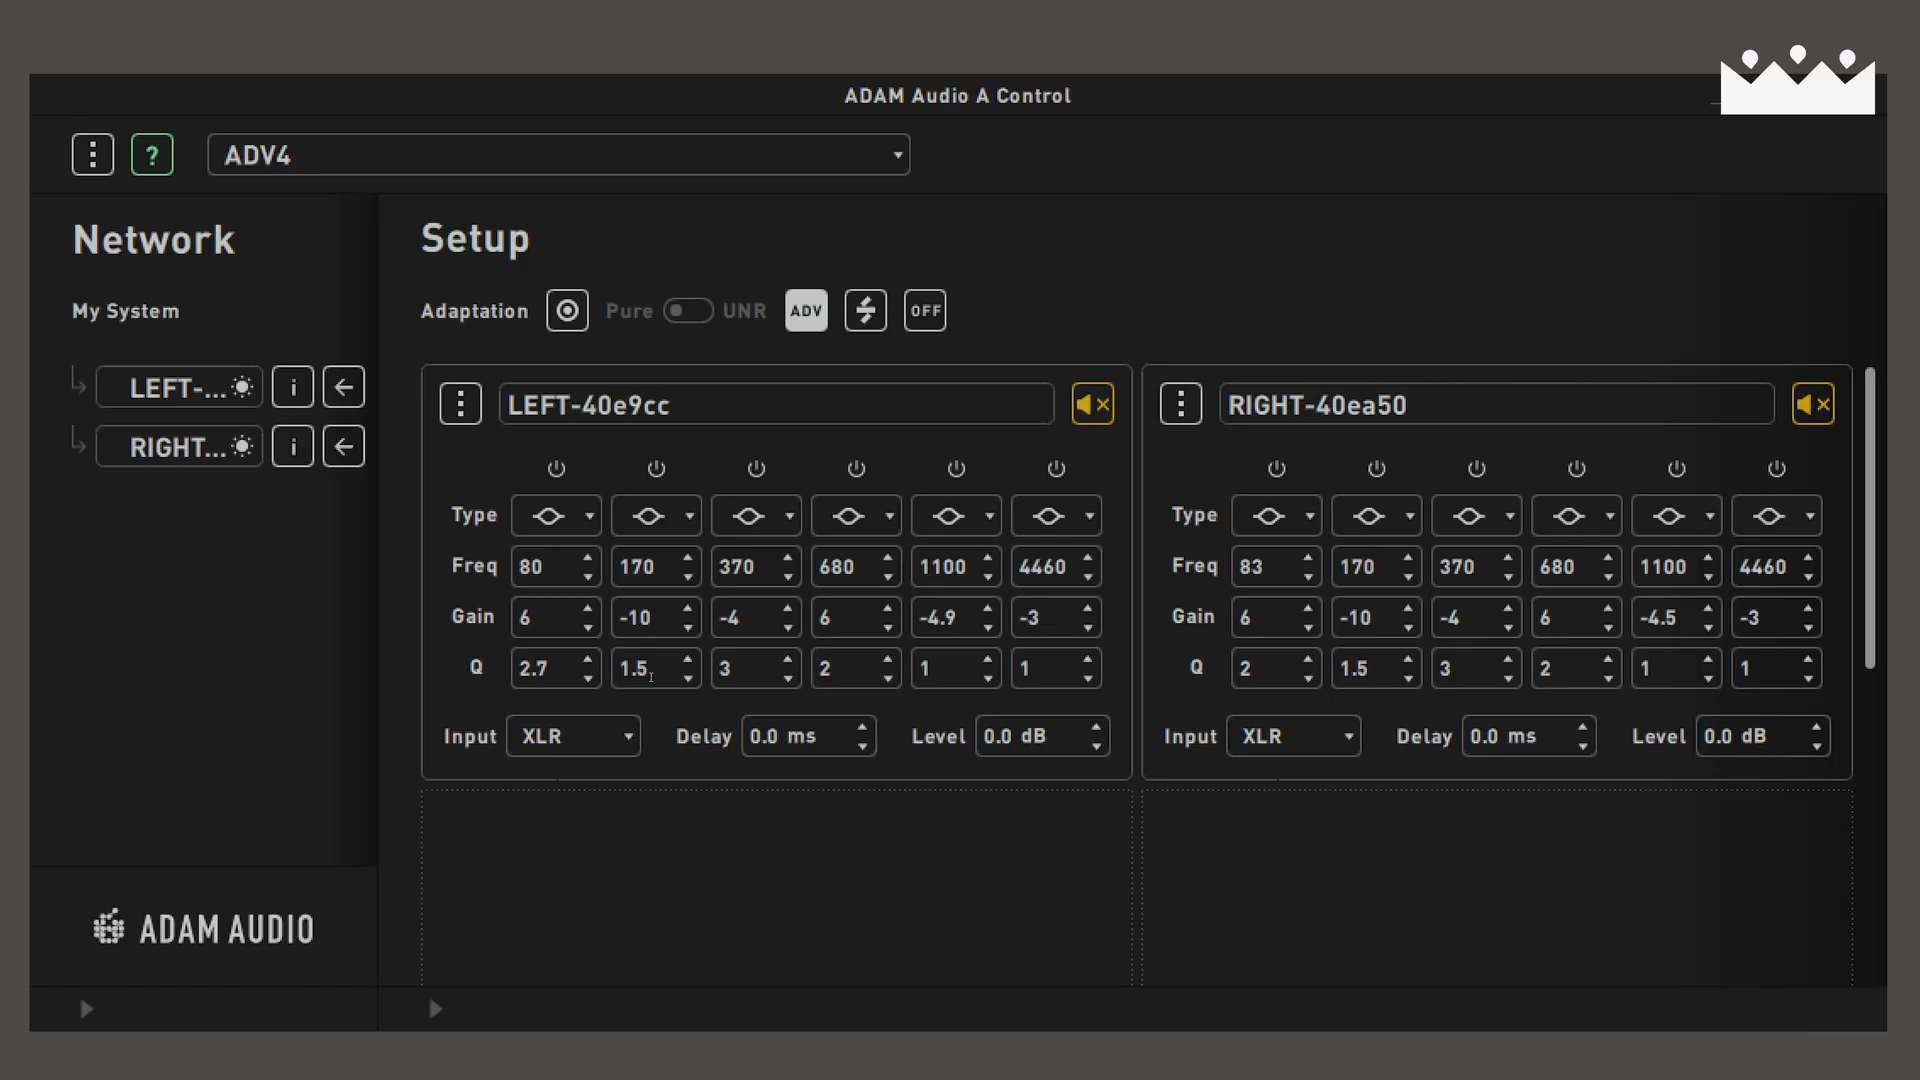 ADAM Audio A Control
? ADV4
Network
Setup
My System
Adaptation Pure UNR ADV OFF
LEFT-... i
RIGHT... i
LEFT-40e9cc
RIGHT-40ea50
Type
Freq 80 170 370 680 1100 4460
Gain 6 -10 -4 6 -4.9 -3
Q 2.7 1.5 3 2 1 1
Input XLR Delay 0.0 ms Level 0.0 dB
Type
Freq 83 170 370 680 1100 4460
Gain 6 -10 -4 6 -4.5 -3
Q 2 1.5 3 2 1 1
Input XLR Delay 0.0 ms Level 0.0 dB
ADAM AUDIO